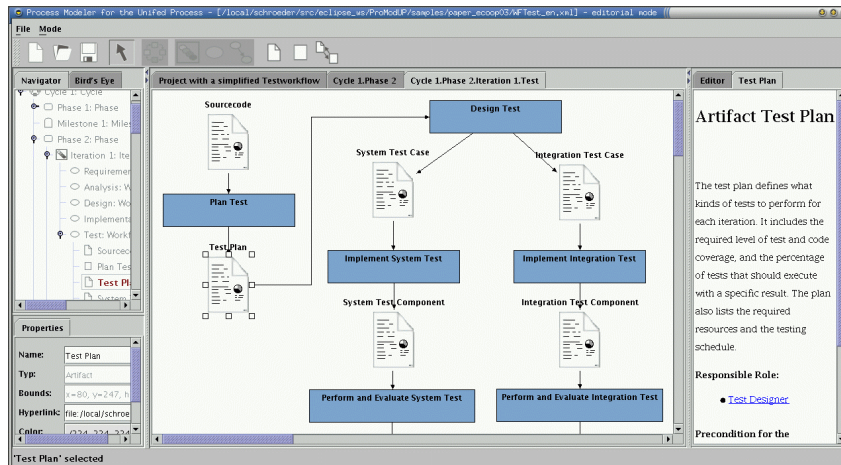 Process Modeler for the Unifed Process - [/local/schroeder/src/eclipse_ws/ProModUP/samples/paper_ecoop03/WFTest_en.xml] - editorial mode
File Mode
Navigator Bird's Eye
Cycle 1: Cycle
Phase 1: Phase
Milestone 1: Miles
Phase 2: Phase
Iteration 1: Ite
Requiremen
Analysis: W
Design: Wo
Implementa
Test: Workf
Sourcec
Plan Tes
Test Pl
System
Properties
Name: Test Plan
Typ: Artifact
Bounds: x=80, y=247, h
Hyperlink: file:/local/schroe
Color: (224, 224, 224
Project with a simplified Testworkflow Cycle 1.Phase 2 Cycle 1.Phase 2.Iteration 1.Test
Sourcecode
Design Test
System Test Case
Integration Test Case
Plan Test
Test Plan
Implement System Test
Implement Integration Test
System Test Component
Integration Test Component
Perform and Evaluate System Test
Perform and Evaluate Integration Test
Editor Test Plan
Artifact Test Plan
The test plan defines what
kinds of tests to perform for
each iteration. It includes the
required level of test and code
coverage, and the percentage
of tests that should execute
with a specific result. The plan
also lists the required
resources and the testing
schedule.
Responsible Role:
Test Designer
Precondition for the
'Test Plan' selected